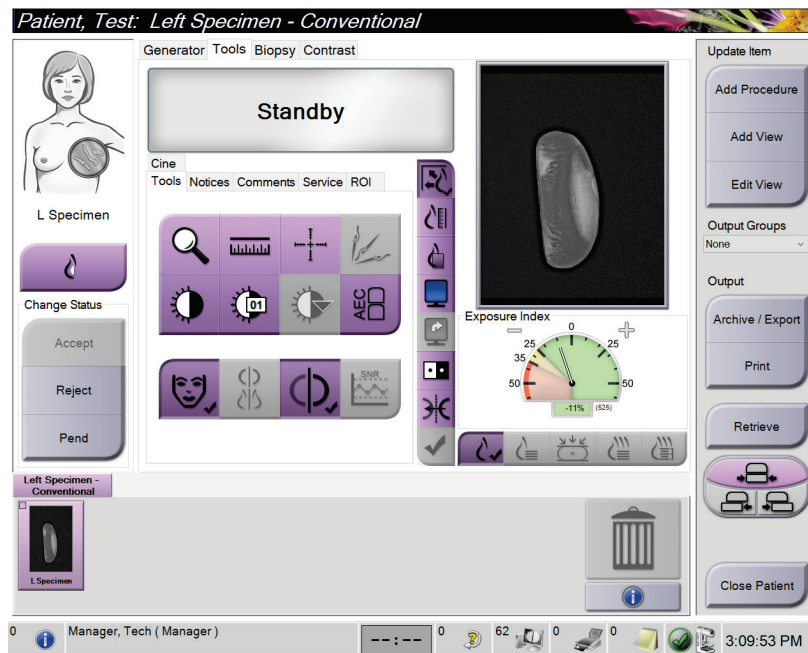 Patient, Test: Left Specimen - Conventional
Generator Tools Biopsy Contrast
Standby
Cine
Tools Notices Comments Service ROI
L Specimen
Change Status
Accept
Reject
Pend
01
AEC
SNR
Exposure Index
0
25 25
35
50 50
-11% (526)
Update Item
Add Procedure
Add View
Edit View
Output Groups
None
Output
Archive / Export
Print
Retrieve
Close Patient
Left Specimen -
Conventional
L Specimen
0 Manager, Tech ( Manager ) --:-- 0 62 0 0 3:09:53 PM